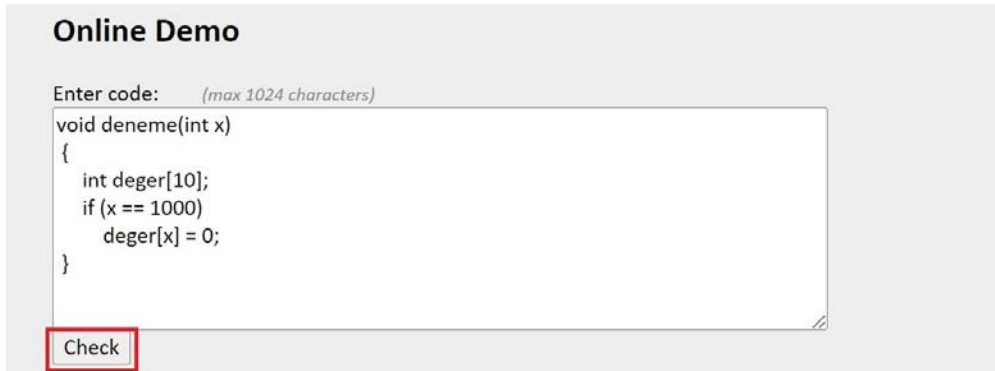 Online Demo
Enter code: (max 1024 characters)
void deneme(int x)
{
int deger[10];
if (x == 1000)
deger[x] = 0;
}
Check